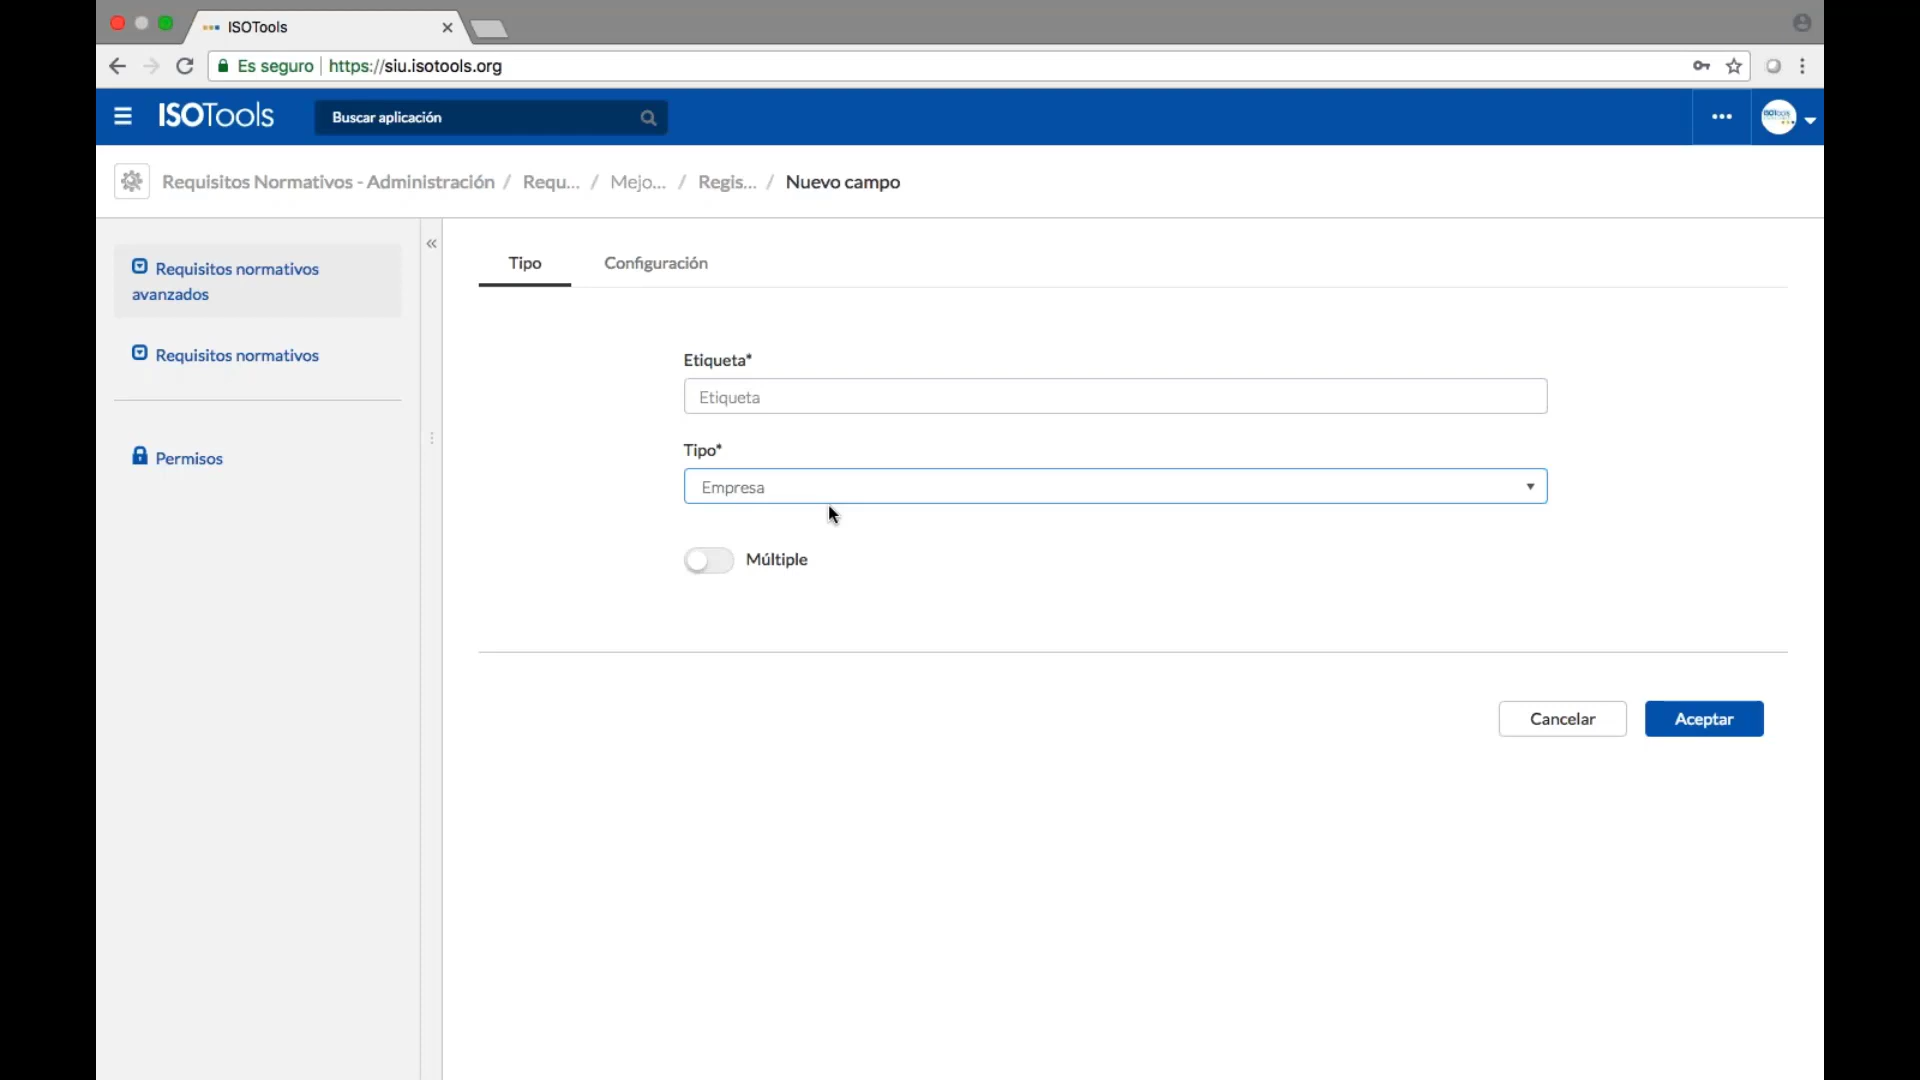 ISOTools
Es seguro | https://siu.isotools.org
ISOTools
Buscar aplicación
ISOTools
Requisitos Normativos - Administración / Requ... / Mejo... / Regis... / Nuevo campo
Requisitos normativos
avanzados
Requisitos normativos
Permisos
Tipo
Configuración
Etiqueta*
Etiqueta
Tipo*
Empresa
Múltiple
Cancelar
Aceptar